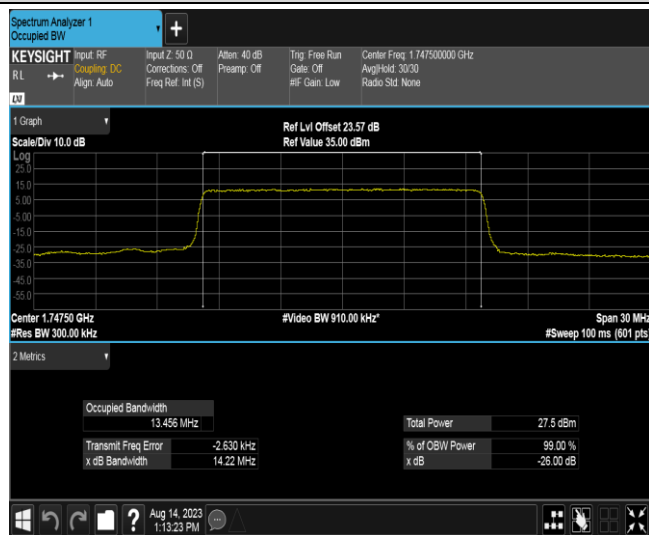 Spectrum Analyzer 1
Occupied BW
+
KEYSIGHT
RL
LXI
Input: RF
Coupling: DC
Align: Auto
Input Z: 50 Ω
Corrections: Off
Freq Ref: Int (S)
Atten: 40 dB
Preamp: Off
Trig: Free Run
Gate: Off
#IF Gain: Low
Center Freq: 1.747500000 GHz
Avg|Hold: 30/30
Radio Std: None
1 Graph
Scale/Div 10.0 dB
Ref Lvl Offset 23.57 dB
Ref Value 35.00 dBm
Log
25.0
15.0
5.00
-5.00
-15.0
-25.0
-35.0
-45.0
-55.0
Center 1.74750 GHz
#Video BW 910.00 kHz*
Span 30 MHz
#Res BW 300.00 kHz
#Sweep 100 ms (601 pts)
2 Metrics
Occupied Bandwidth
13.456 MHz
Transmit Freq Error -2.630 kHz
x dB Bandwidth 14.22 MHz
Total Power 27.5 dBm
% of OBW Power 99.00 %
x dB -26.00 dB
?
Aug 14, 2023
1:13:23 PM